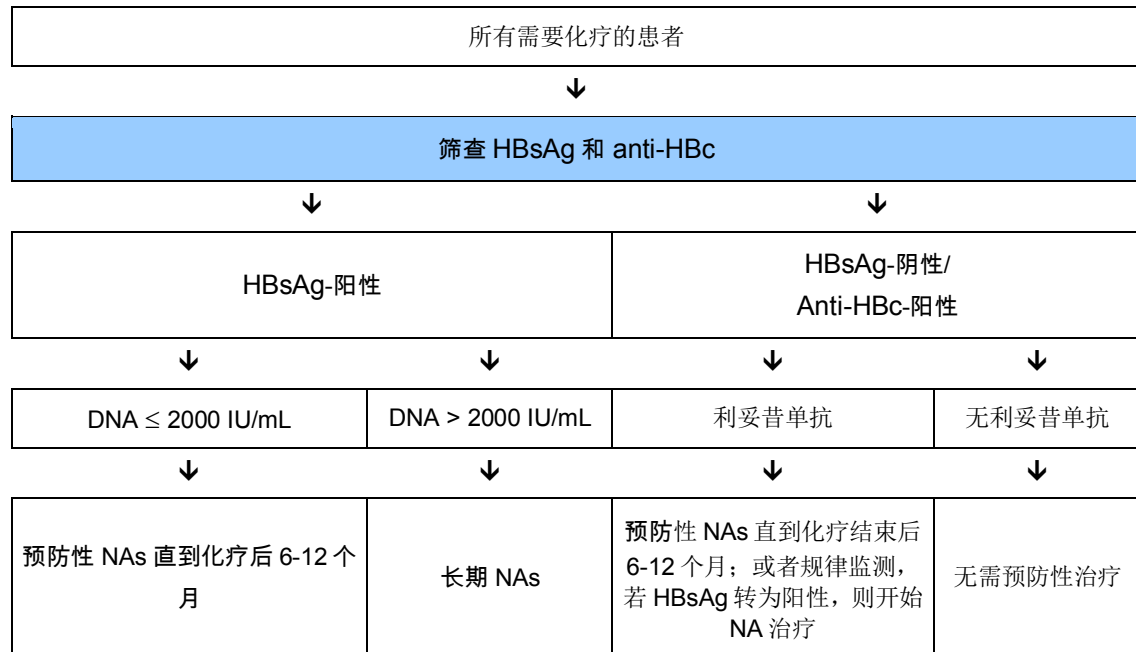 所有需要化疗的患者
筛查 HBsAg 和 anti-HBc
HBsAg-阳性
HBsAg-阴性/
Anti-HBc-阳性
DNA ≤ 2000 IU/mL
DNA > 2000 IU/mL
利妥昔单抗
无利妥昔单抗
预防性 NAs 直到化疗后 6-12 个
月
长期 NAs
预防性 NAs 直到化疗结束后
6-12 个月；或者规律监测，
若 HBsAg 转为阳性，则开始
NA 治疗
无需预防性治疗